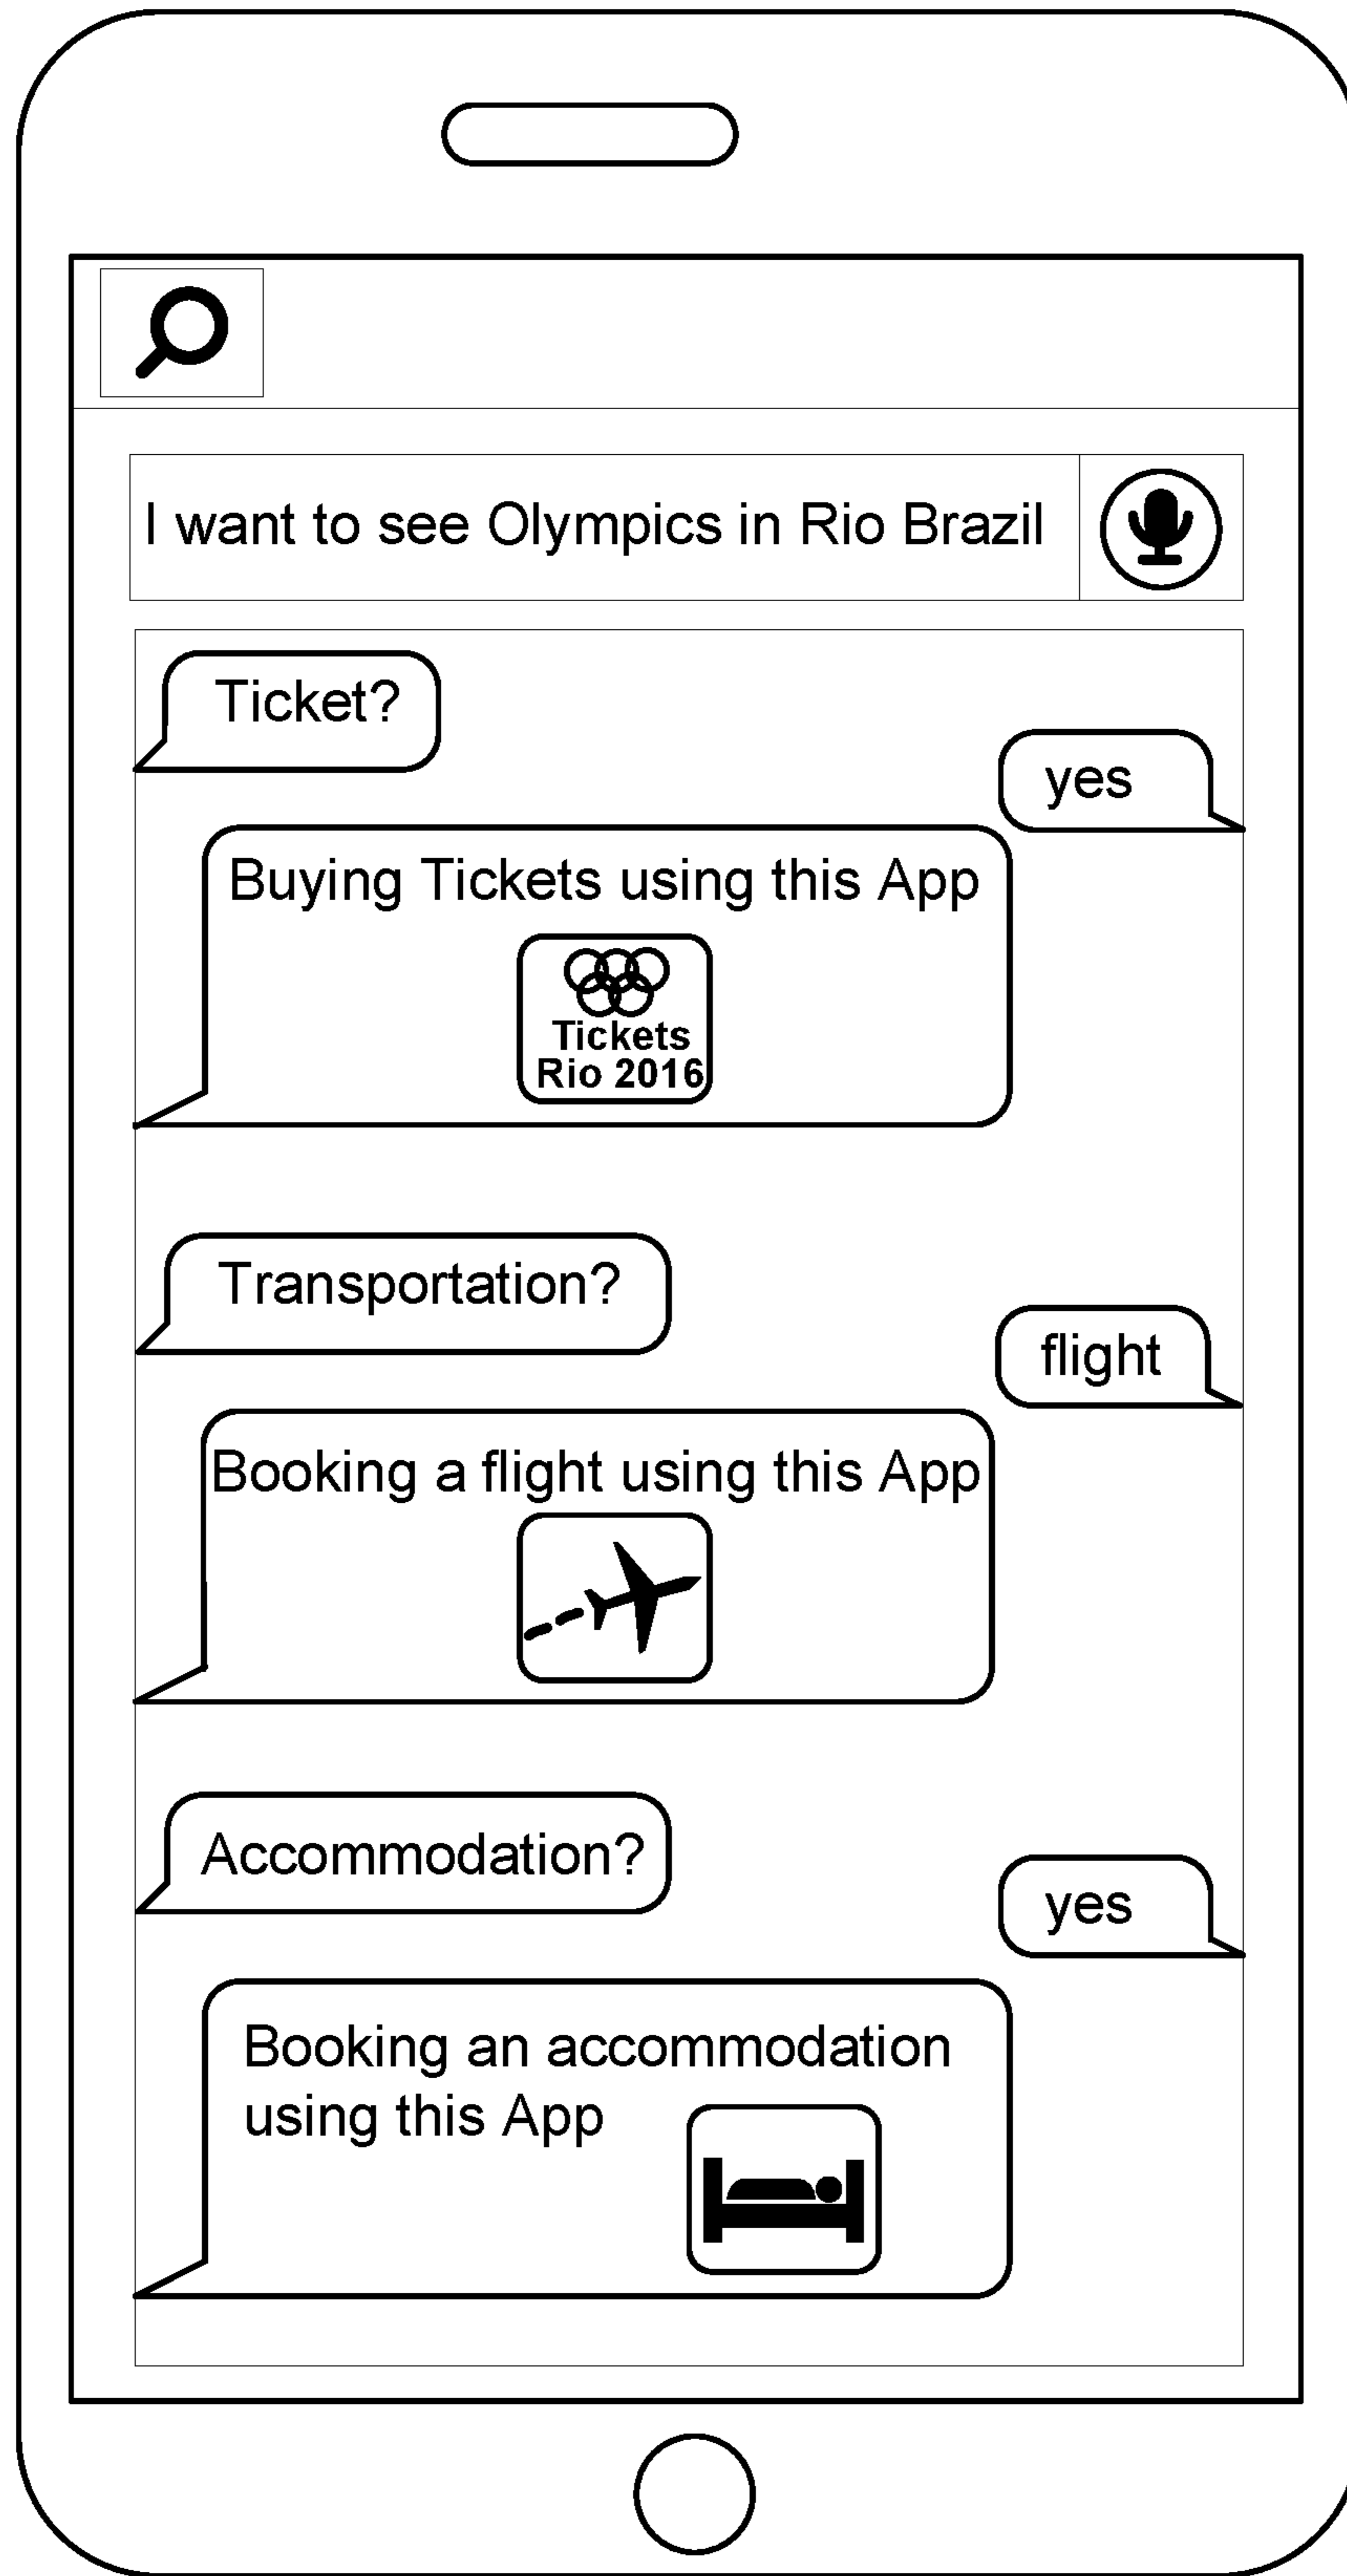 I want to see Olympics in Rio Brazil
Ticket?
yes
Buying Tickets using this App
Tickets
Rio 2016
Transportation?
flight
Booking a flight using this App
Accommodation?
yes
Booking an accommodation
using this App